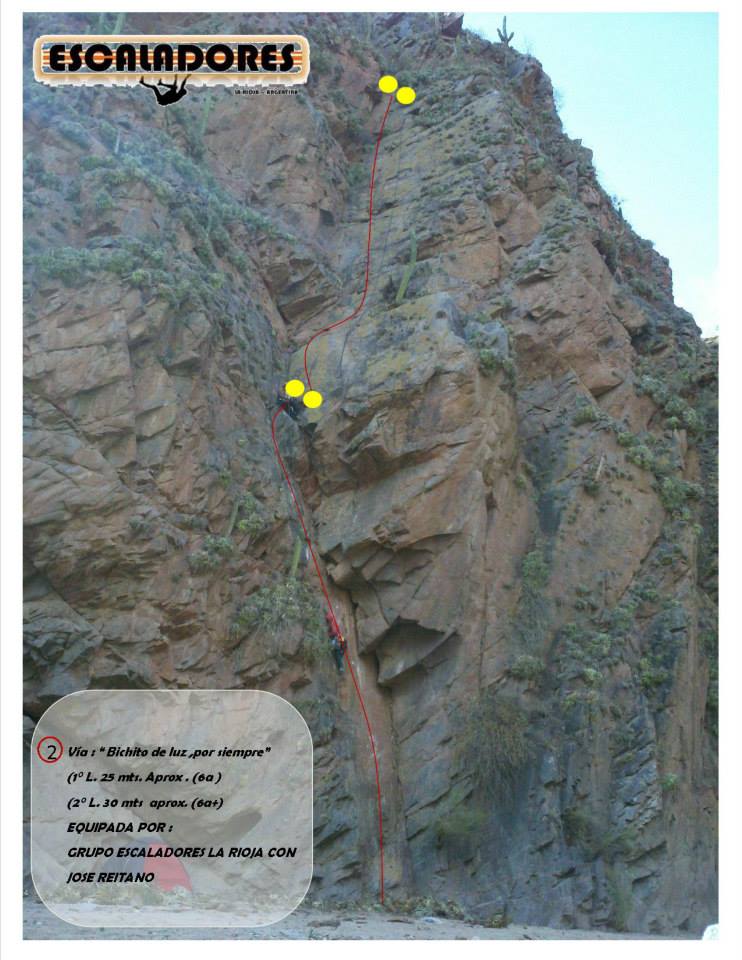 ESCALADORES
LA RIOJA - ARGENTINA
2 Vía : “ Bichito de luz ,por siempre”
(1° L. 25 mts. Aprox . (6a )
(2° L. 30 mts aprox. (6a+)
EQUIPADA POR :
GRUPO ESCALADORES LA RIOJA CON
JOSE REITANO